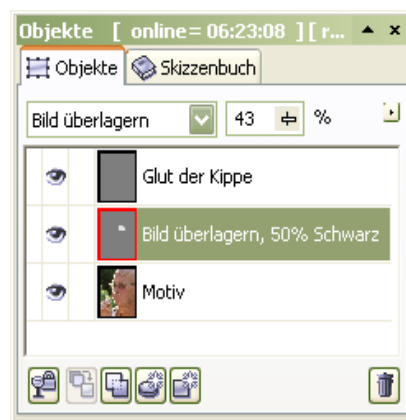 Objekte [ online= 06:23:08 ][ r...
Objekte Skizzenbuch
Bild überlagern 43 %
Glut der Kippe
Bild überlagern, 50% Schwarz
Motiv